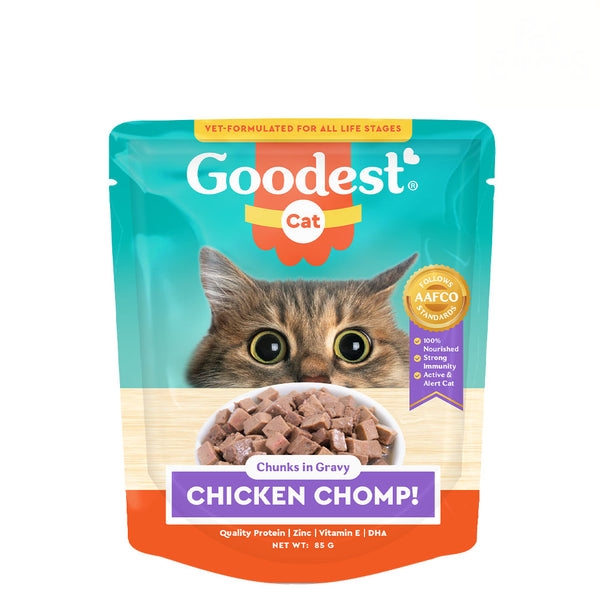 VET-FORMULATED FOR ALL LIFE STAGES
Goodest®
Cat
FOLLOWS
AAFCO
STANDARDS
100%
Nourished
Strong
Immunity
Active &
Alert Cat
Chunks in Gravy
CHICKEN CHOMP!
Quality Protein | Zinc | Vitamin E | DHA
NET WT: 85 G